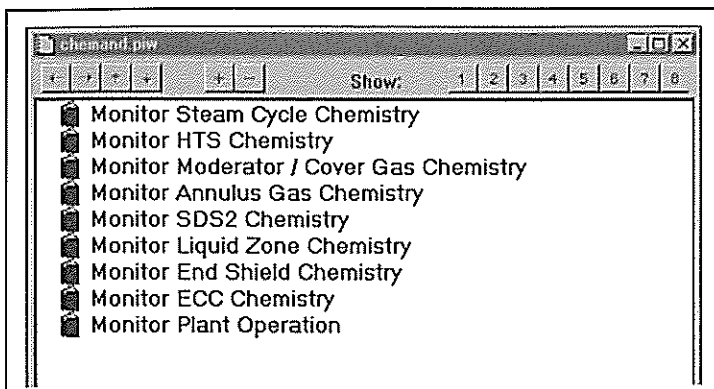 chemand.piw
+ − Show: 1 2 3 4 5 6 7 8
Monitor Steam Cycle Chemistry
Monitor HTS Chemistry
Monitor Moderator / Cover Gas Chemistry
Monitor Annulus Gas Chemistry
Monitor SDS2 Chemistry
Monitor Liquid Zone Chemistry
Monitor End Shield Chemistry
Monitor ECC Chemistry
Monitor Plant Operation